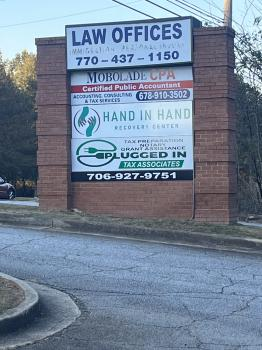 LAW OFFICES
770-437-1150
MOBOLADE CPA
Certified Public Accountant
ACCOUNTING, CONSULTING
& TAX SERVICES
678-910-3502
HAND IN HAND
RECOVERY CENTER
TAX PREPARATION
NOTARY
GRANT ASSISTANCE
PLUGGED IN
TAX ASSOCIATES
706-927-9751